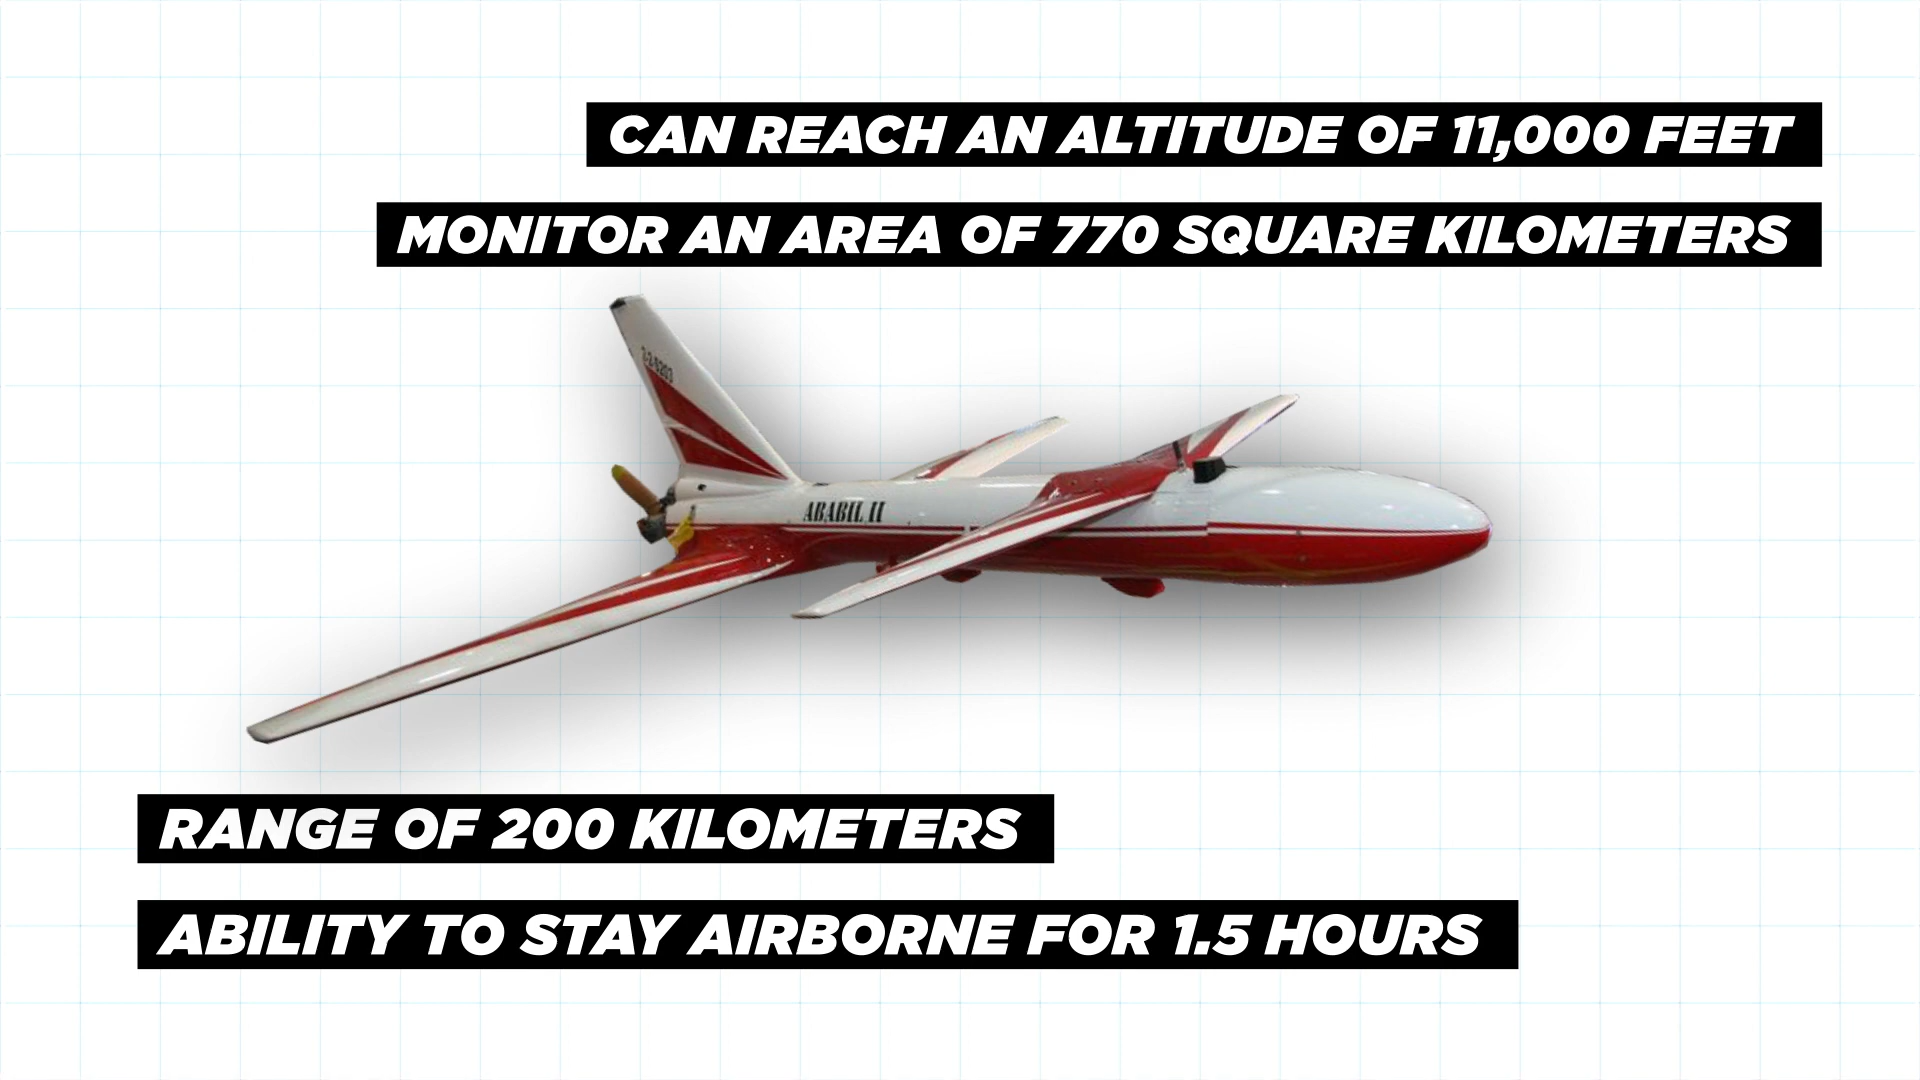 CAN REACH AN ALTITUDE OF 11,000 FEET
MONITOR AN AREA OF 770 SQUARE KILOMETERS
ABABIL II
RANGE OF 200 KILOMETERS
ABILITY TO STAY AIRBORNE FOR 1.5 HOURS